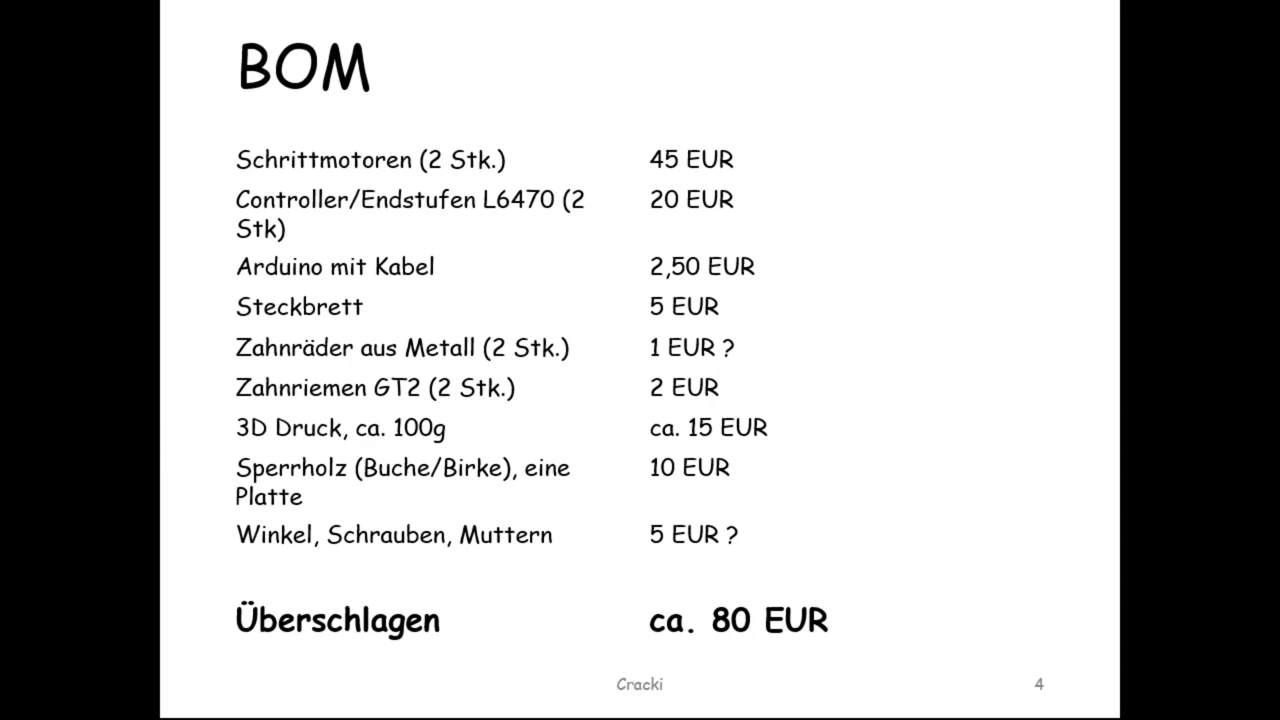 BOM
Schrittmotoren (2 Stk.) 45 EUR
Controller/Endstufen L6470 (2 20 EUR
Stk)
Arduino mit Kabel 2,50 EUR
Steckbrett 5 EUR
Zahnräder aus Metall (2 Stk.) 1 EUR ?
Zahnriemen GT2 (2 Stk.) 2 EUR
3D Druck, ca. 100g ca. 15 EUR
Sperrholz (Buche/Birke), eine 10 EUR
Platte
Winkel, Schrauben, Muttern 5 EUR ?
Überschlagen ca. 80 EUR
Cracki 4